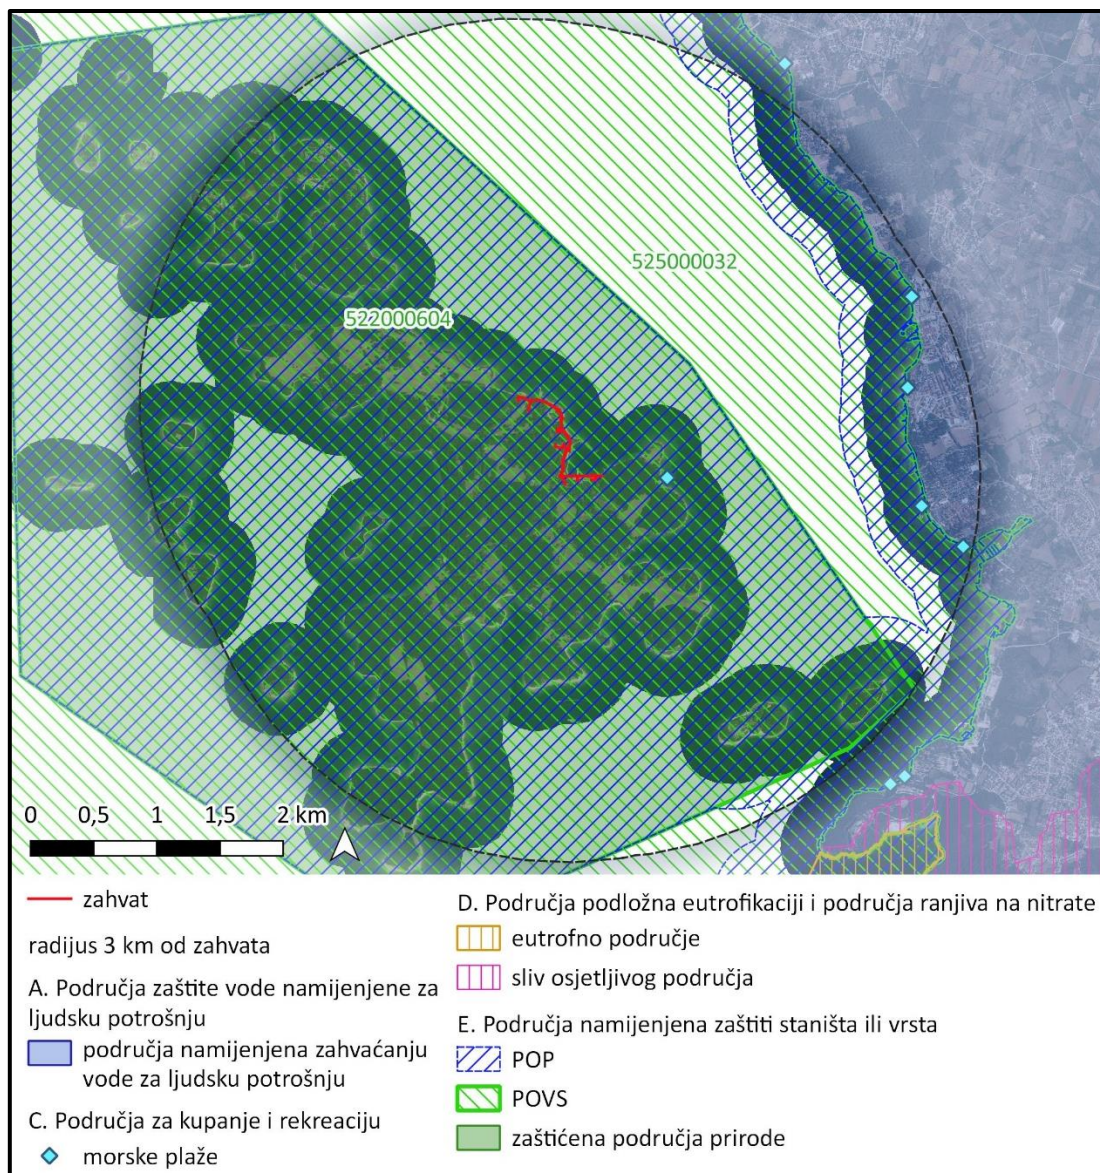 525000032
522000604
0 0,5 1 1,5 2 km
zahvat
radijus 3 km od zahvata
A. Područja zaštite vode namijenjene za
ljudsku potrošnju
područja namijenjena zahvaćanju
vode za ljudsku potrošnju
C. Područja za kupanje i rekreaciju
morske plaže
D. Područja podložna eutrofikaciji i područja ranjiva na nitrate
eutrofno područje
sliv osjetljivog područja
E. Područja namijenjena zaštiti staništa ili vrsta
POP
POVS
zaštićena područja prirode